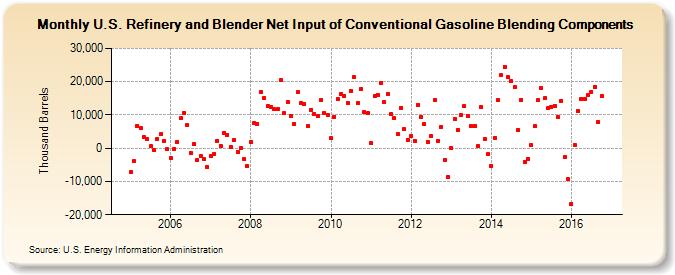 Monthly U.S. Refinery and Blender Net Input of Conventional Gasoline Blending Components
Thousand Barrels
30,000
20,000
10,000
0
-10,000
-20,000
2006 2008 2010 2012 2014 2016
Source: U.S. Energy Information Administration